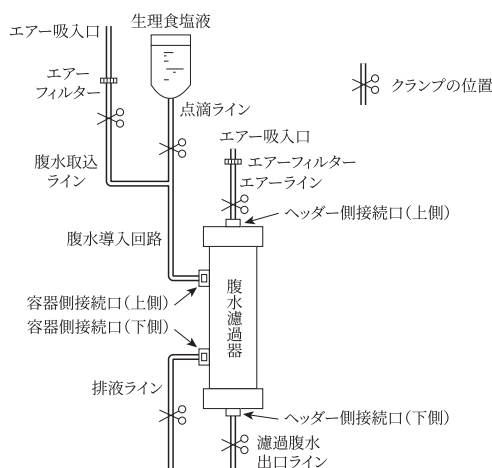 生理食塩液
エアー吸入口
エアー
フィルター
クランプの位置
点滴ライン
エアー吸入口
腹水取込
ライン
エアーフィルター
エアーライン
ヘッダー側接続口(上側)
腹水導入回路
腹水濾過器
容器側接続口(上側)
容器側接続口(下側)
排液ライン
ヘッダー側接続口(下側)
濾過腹水
出口ライン